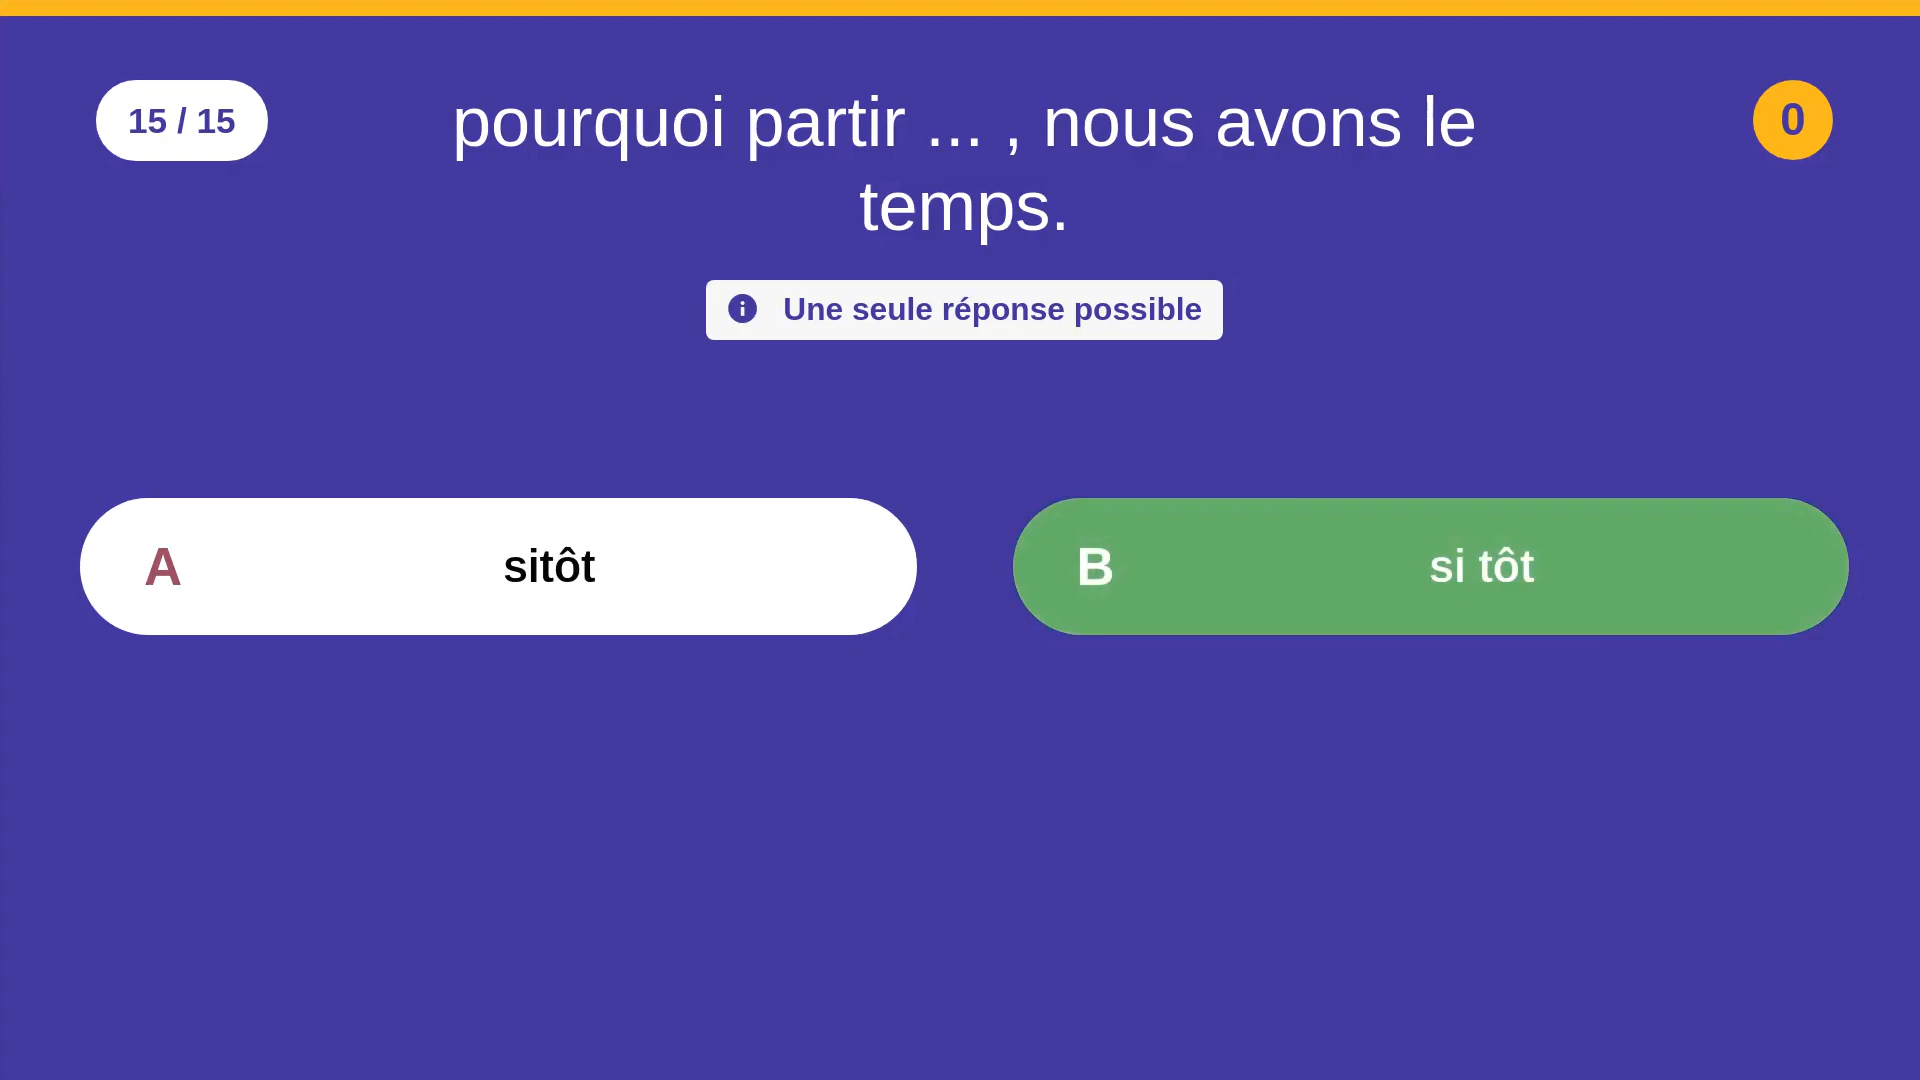 15 / 15
pourquoi partir ... , nous avons le
temps.
0
Une seule réponse possible
A
sitôt
B
si tôt